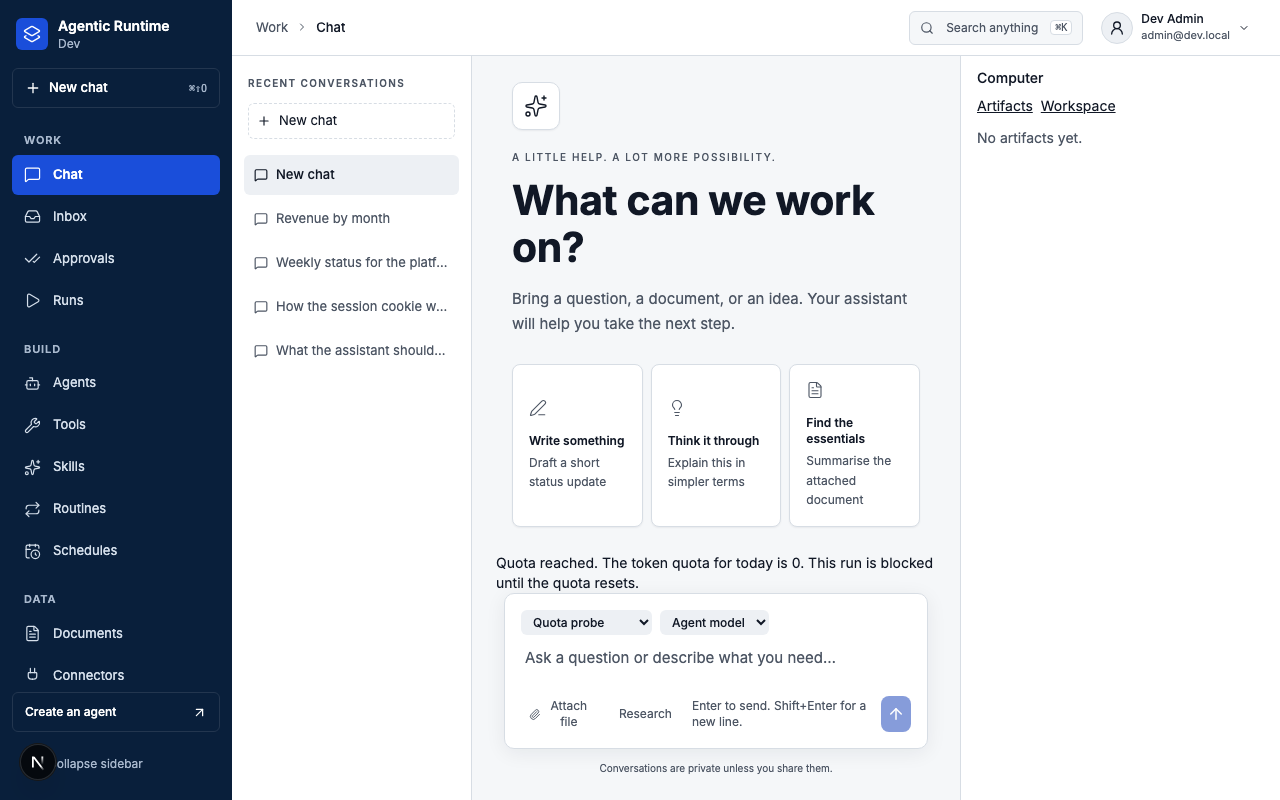 Agentic Runtime
Dev
New chat ⌘⇧O
WORK
Chat
Inbox
Approvals
Runs
BUILD
Agents
Tools
Skills
Routines
Schedules
DATA
Documents
Connectors
Create an agent
N
ollapse sidebar
Work > Chat
Search anything ⌘K
Dev Admin
admin@dev.local
RECENT CONVERSATIONS
New chat
New chat
Revenue by month
Weekly status for the platf...
How the session cookie w...
What the assistant should...
A LITTLE HELP. A LOT MORE POSSIBILITY.
What can we work
on?
Bring a question, a document, or an idea. Your assistant
will help you take the next step.
Write something
Draft a short
status update
Think it through
Explain this in
simpler terms
Find the
essentials
Summarise the
attached
document
Quota reached. The token quota for today is 0. This run is blocked
until the quota resets.
Quota probe Agent model
Ask a question or describe what you need...
Attach
file
Research
Enter to send. Shift+Enter for a
new line.
Conversations are private unless you share them.
Computer
Artifacts Workspace
No artifacts yet.